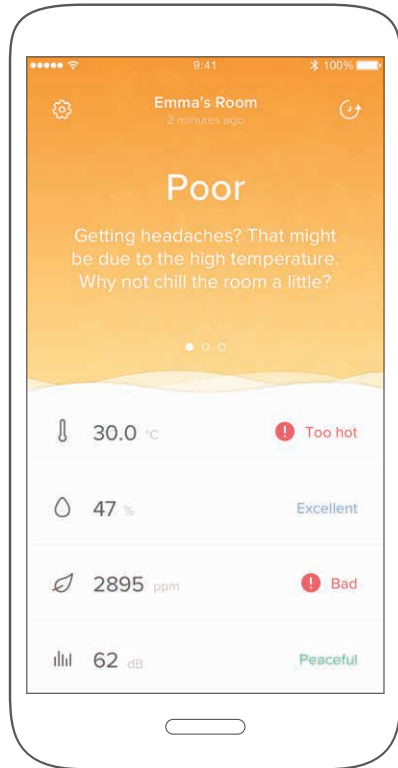 9:41 100%
Emma's Room
2 minutes ago
Poor
Getting headaches? That might
be due to the high temperature.
Why not chill the room a little?
30.0 °C Too hot
47 % Excellent
2895 ppm Bad
62 dB Peaceful